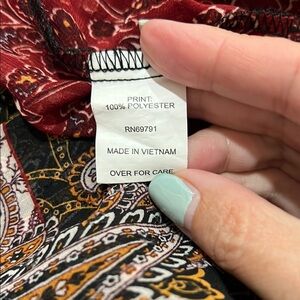 PRINT:
100% POLYESTER
RN69791
MADE IN VIETNAM
OVER FOR CARE